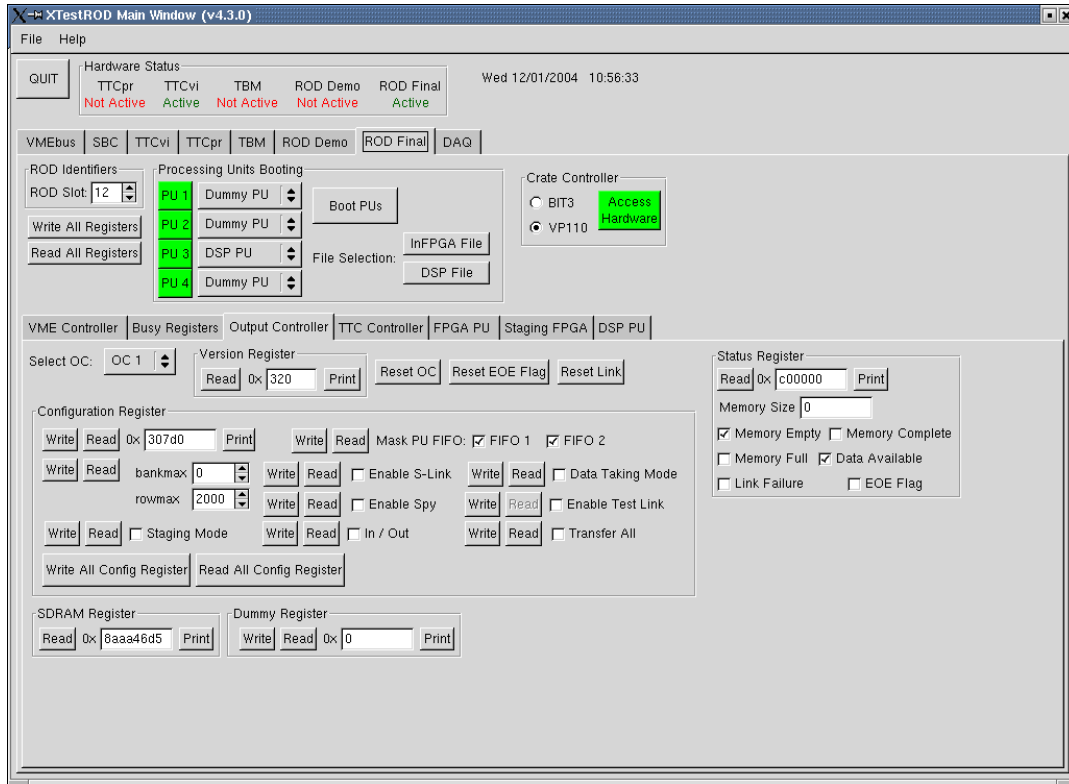 XTestROD Main Window (v4.3.0)
File Help
QUIT
Hardware Status
TTCpr TTCvi TBM ROD Demo ROD Final
Not Active Active Not Active Not Active Active
Wed 12/01/2004 10:56:33
VMEbus SBC TTCvi TTCpr TBM ROD Demo ROD Final DAQ
ROD Identifiers
ROD Slot: 12
Write All Registers
Read All Registers
Processing Units Booting
PU 1 Dummy PU
PU 2 Dummy PU
PU 3 DSP PU
PU 4 Dummy PU
Boot PUs
File Selection:
InFPGA File
DSP File
Crate Controller
BIT3
VP110
Access
Hardware
VME Controller Busy Registers Output Controller TTC Controller FPGA PU Staging FPGA DSP PU
Select OC: OC 1
Version Register
Read 0x 320 Print
Reset OC Reset EOE Flag Reset Link
Status Register
Read 0x c00000 Print
Memory Size 0
Memory Empty Memory Complete
Memory Full Data Available
Link Failure EOE Flag
Configuration Register
Write Read 0x 307d0 Print Write Read Mask PU FIFO: FIFO 1 FIFO 2
Write Read bankmax 0 Write Read Enable S-Link Write Read Data Taking Mode
rowmax 2000 Write Read Enable Spy Write Read Enable Test Link
Write Read Staging Mode Write Read In / Out Write Read Transfer All
Write All Config Register Read All Config Register
SDRAM Register
Read 0x 8aaa46d5 Print
Dummy Register
Write Read 0x 0 Print